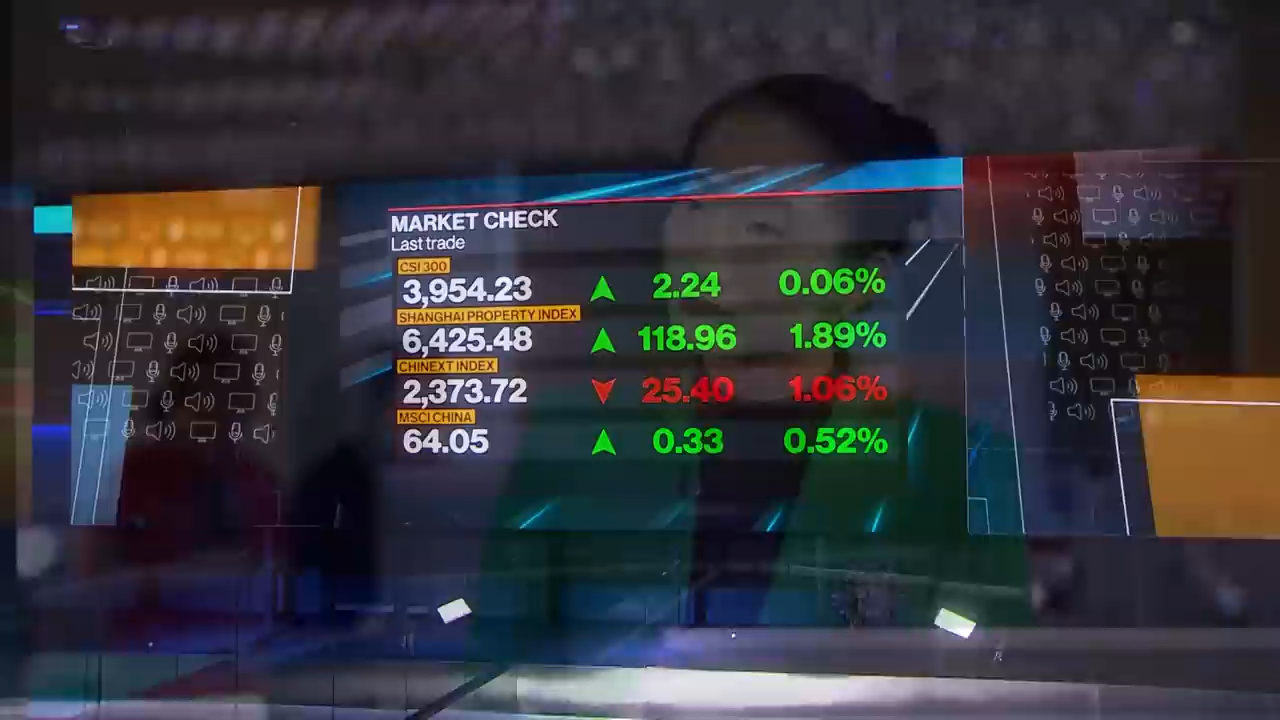 MARKET CHECK
Last trade
CSI 300
3,954.23 2.24 0.06%
SHANGHAI PROPERTY INDEX
6,425.48 118.96 1.89%
CHINEXT INDEX
2,373.72 25.40 1.06%
MSCI CHINA
64.05 0.33 0.52%